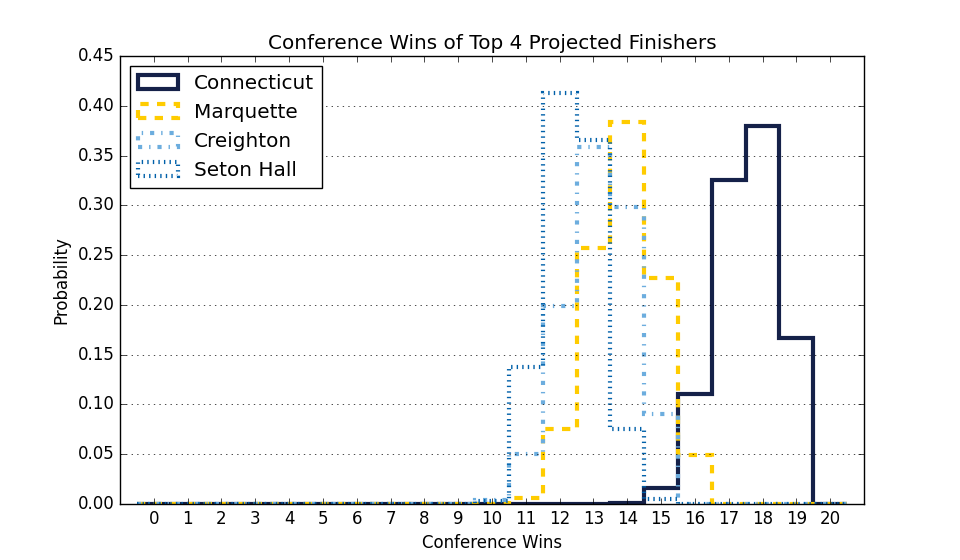 Conference Wins of Top 4 Projected Finishers
Connecticut
Marquette
Creighton
Seton Hall
0.45
0.40
0.35
0.30
0.25
0.20
0.15
0.10
0.05
0.00
Probability
0 1 2 3 4 5 6 7 8 9 10 11 12 13 14 15 16 17 18 19 20
Conference Wins